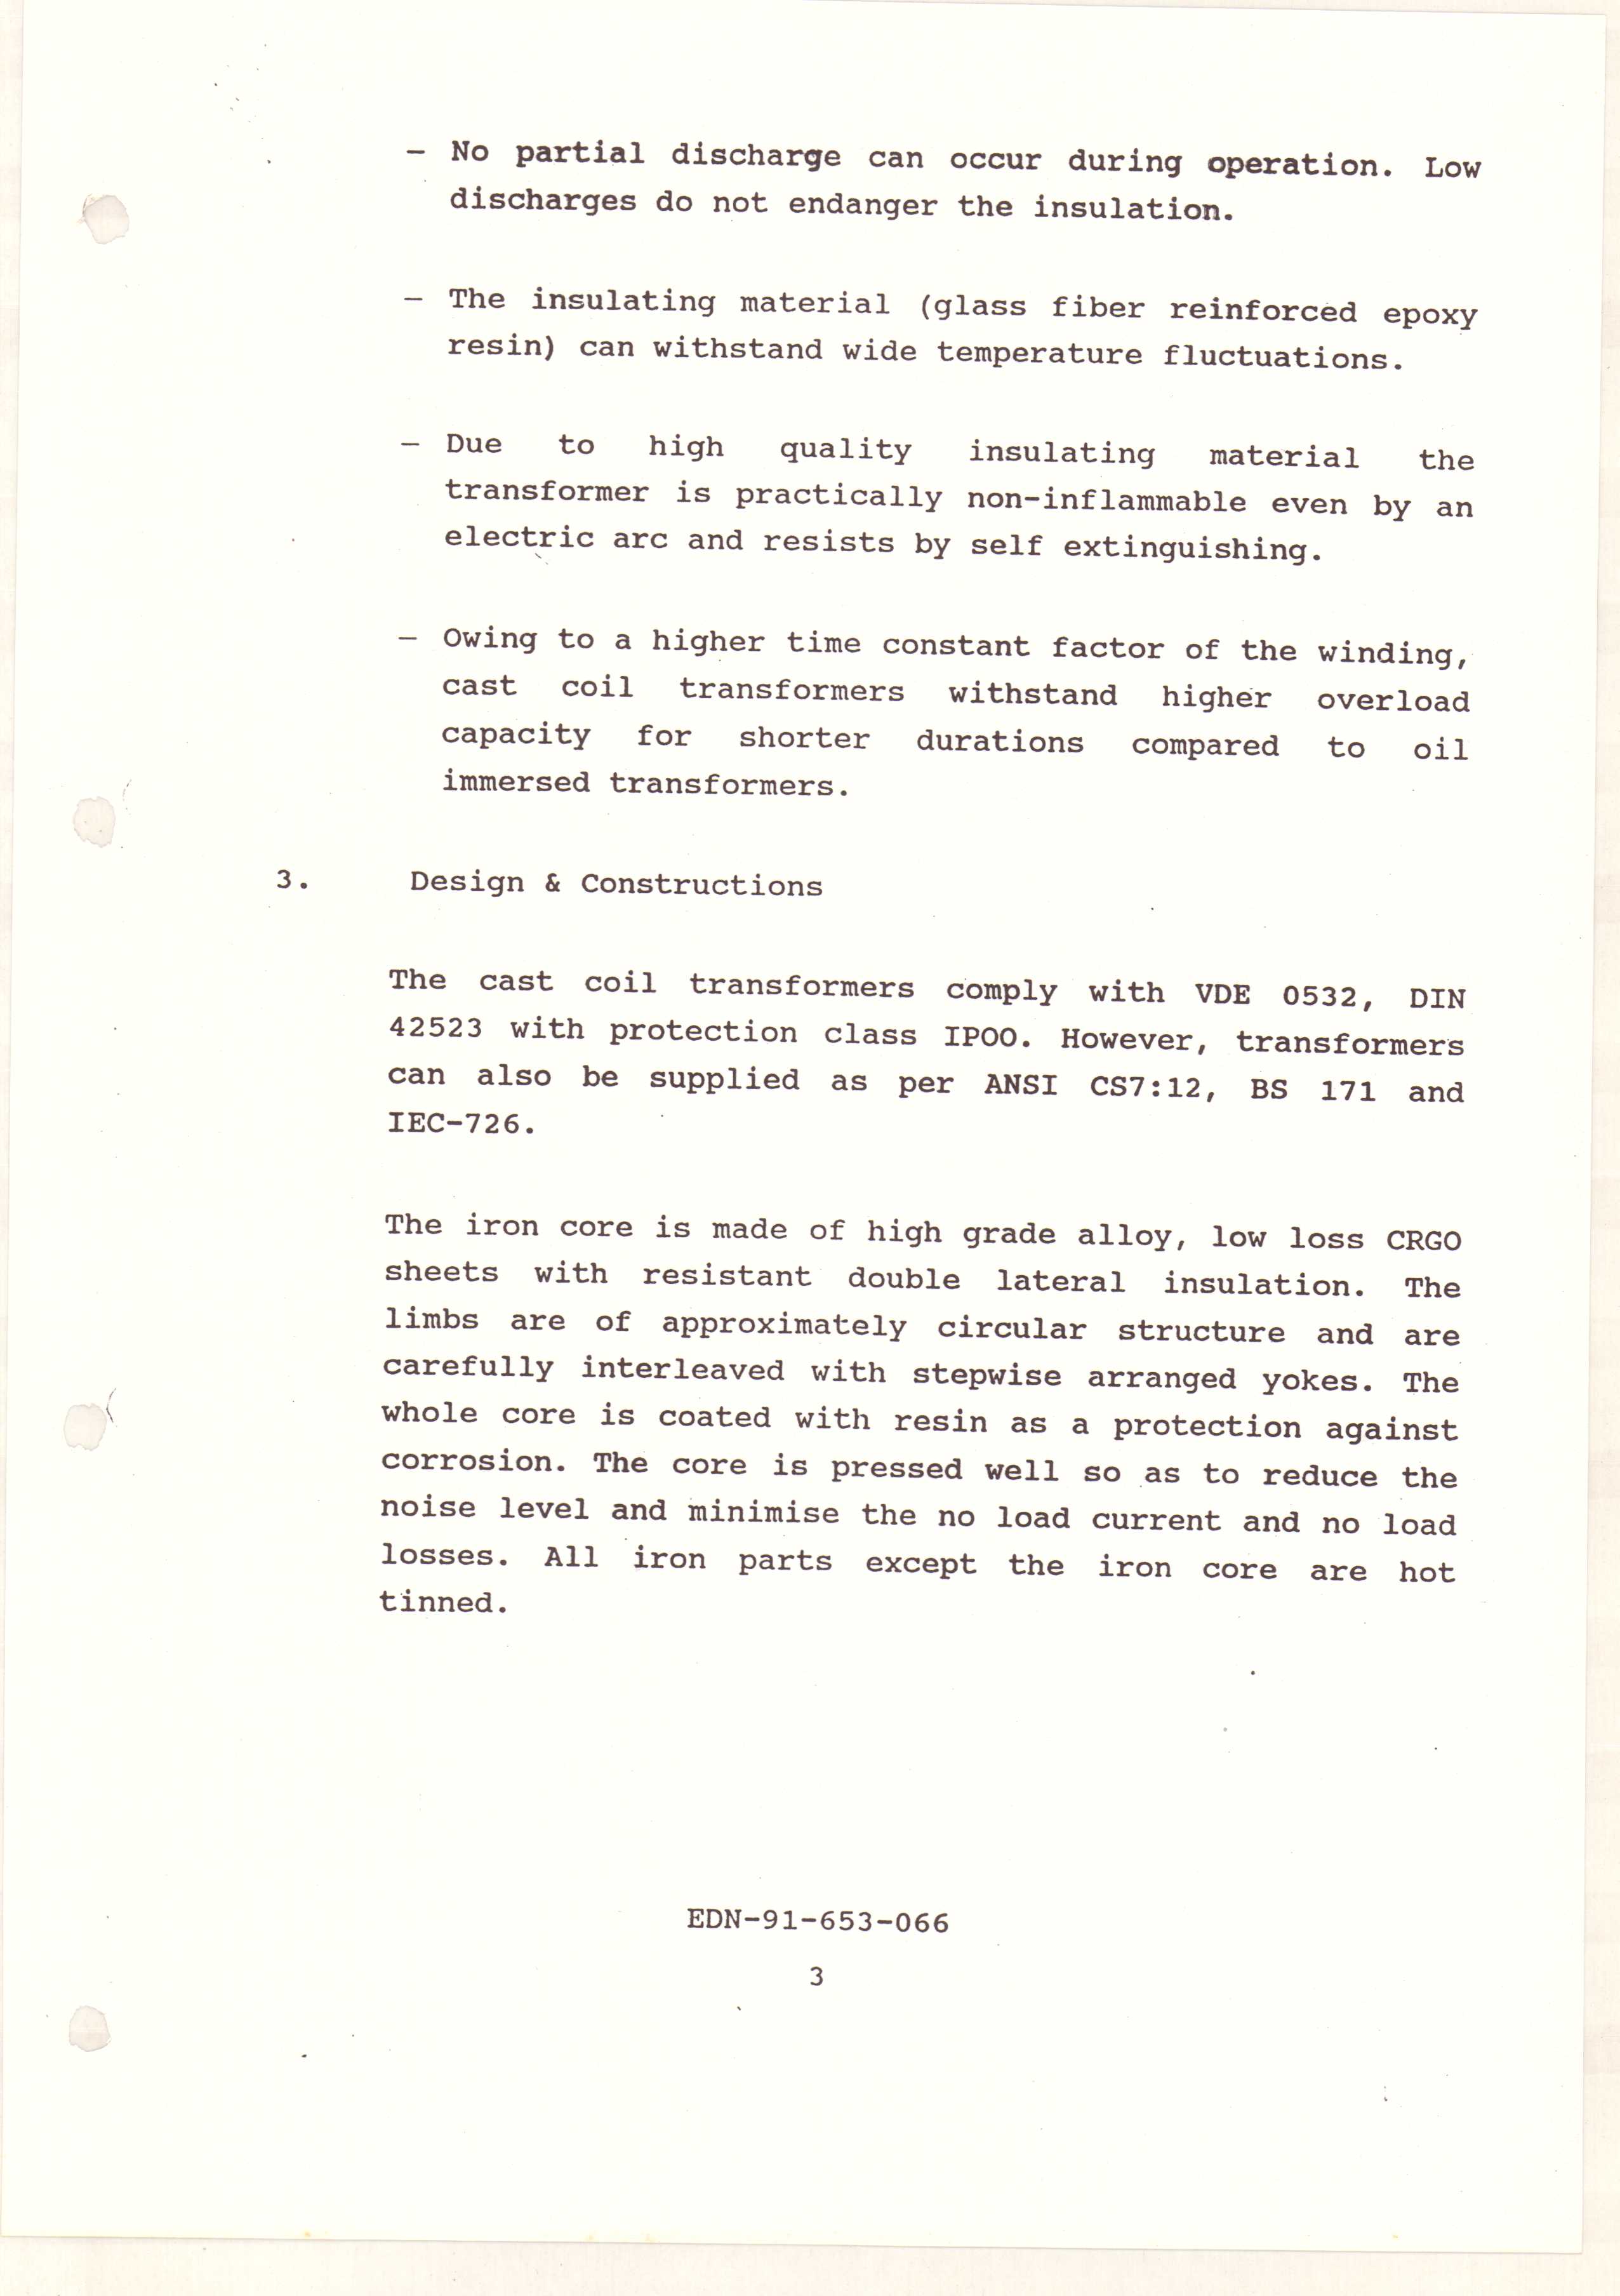 – No partial discharge can occur during operation. Low
discharges do not endanger the insulation.
– The insulating material (glass fiber reinforced epoxy
resin) can withstand wide temperature fluctuations.
– Due to high quality insulating material the
transformer is practically non-inflammable even by an
electric arc and resists by self extinguishing.
– Owing to a higher time constant factor of the winding,
cast coil transformers withstand higher overload
capacity for shorter durations compared to oil
immersed transformers.
3. Design & Constructions
The cast coil transformers comply with VDE 0532, DIN
42523 with protection class IPOO. However, transformers
can also be supplied as per ANSI CS7:12, BS 171 and
IEC-726.
The iron core is made of high grade alloy, low loss CRGO
sheets with resistant double lateral insulation. The
limbs are of approximately circular structure and are
carefully interleaved with stepwise arranged yokes. The
whole core is coated with resin as a protection against
corrosion. The core is pressed well so as to reduce the
noise level and minimise the no load current and no load
losses. All iron parts except the iron core are hot
tinned.
EDN-91-653-066
3